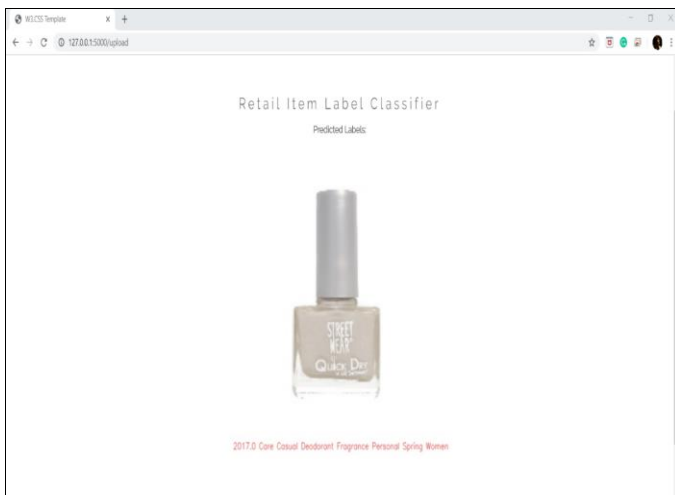 W3.CSS Template
127.0.0.1:5000/upload
Retail Item Label Classifier
Predicted Labels:
STREET
WEAR
QUICK DRY
2017.0 Care Casual Deodorant Fragrance Personal Spring Women